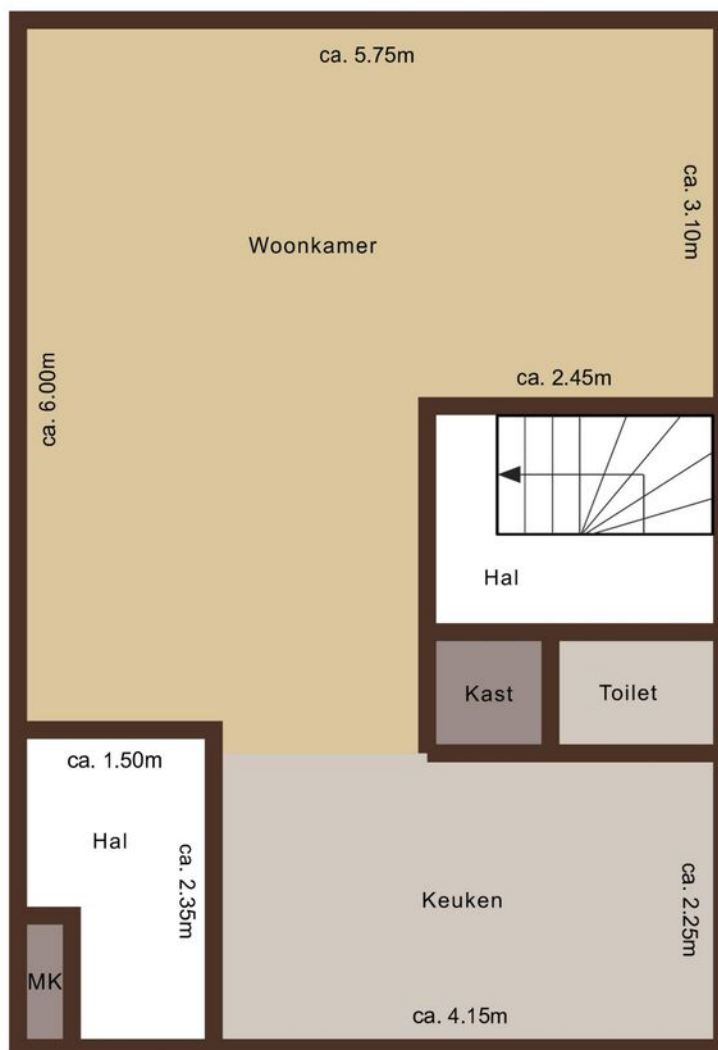 ca. 5.75m
ca. 3.10m
Woonkamer
ca. 6.00m
ca. 2.45m
Hal
Kast
Toilet
ca. 1.50m
Hal
ca. 2.35m
Keuken
ca. 2.25m
MK
ca. 4.15m